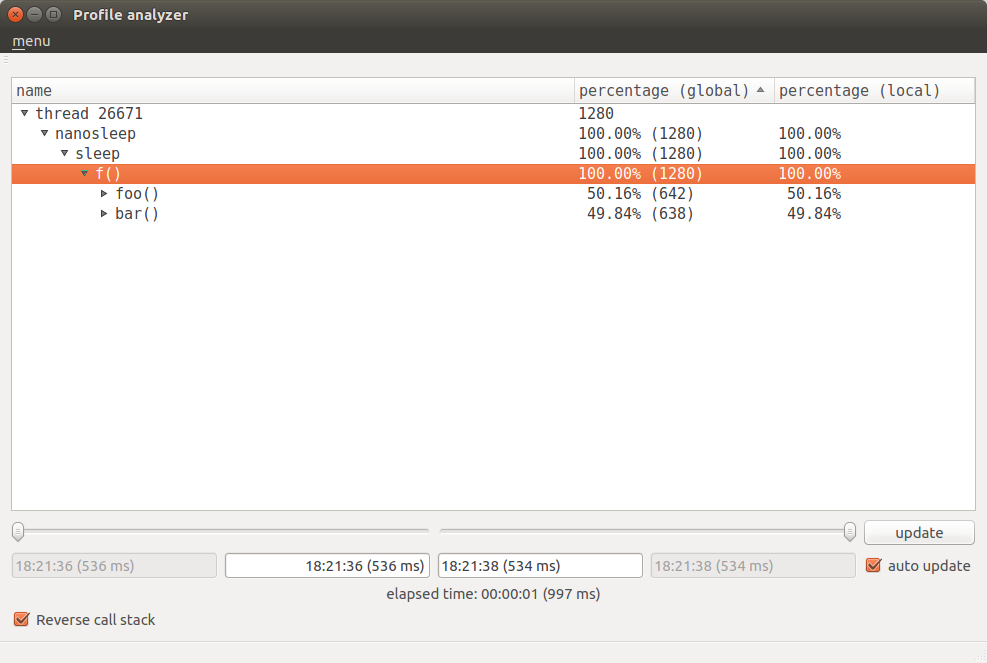 Profile analyzer
menu
name percentage (global) percentage (local)
thread 26671 1280
nanosleep 100.00% (1280) 100.00%
sleep 100.00% (1280) 100.00%
f() 100.00% (1280) 100.00%
foo() 50.16% (642) 50.16%
bar() 49.84% (638) 49.84%
update
18:21:36 (536 ms) 18:21:36 (536 ms) 18:21:38 (534 ms) 18:21:38 (534 ms) auto update
elapsed time: 00:00:01 (997 ms)
Reverse call stack